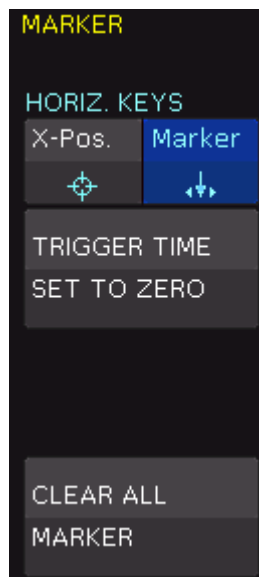 MARKER
HORIZ. KEYS
X-Pos. Marker
TRIGGER TIME
SET TO ZERO
CLEAR ALL
MARKER